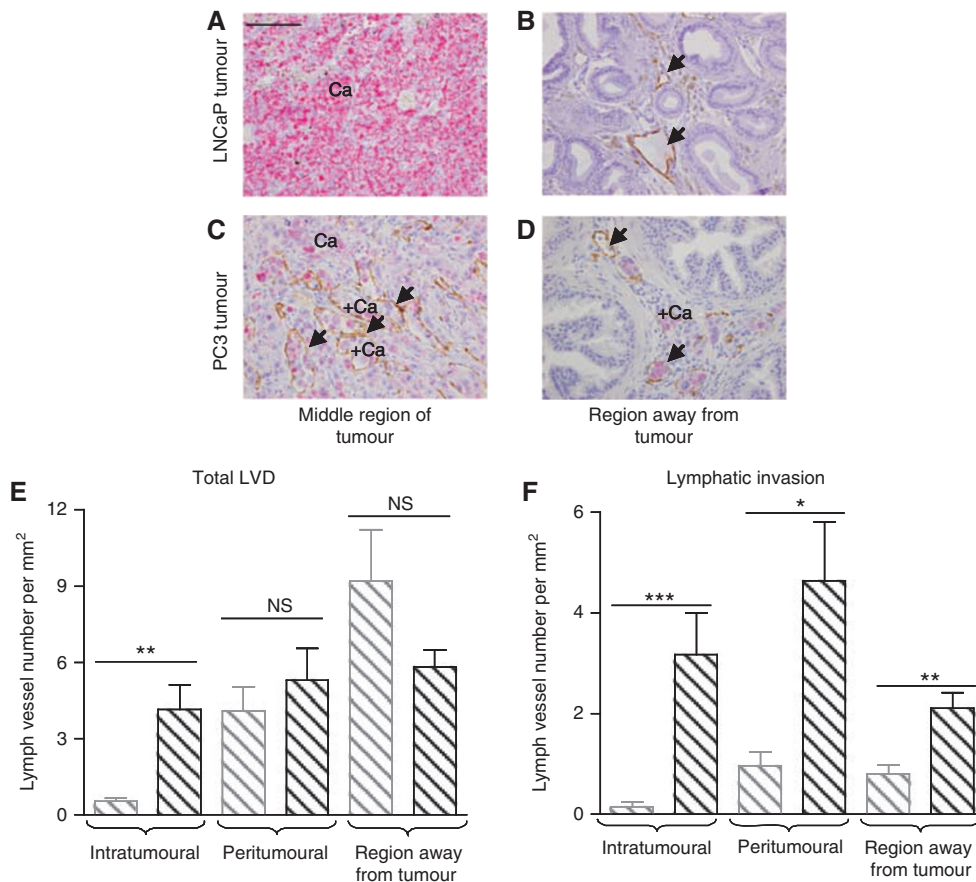 A
B
LNCaP tumour
Ca
C
D
PC3 tumour
Ca
+Ca
+Ca
+Ca
Middle region of
tumour
Region away from
tumour
E
Total LVD
Lymph vessel number per mm²
12
9
6
3
0
**
NS
NS
Intratumoural
Peritumoural
Region away
from tumour
F
Lymphatic invasion
Lymph vessel number per mm²
6
4
2
0
***
*
**
Intratumoural
Peritumoural
Region away
from tumour